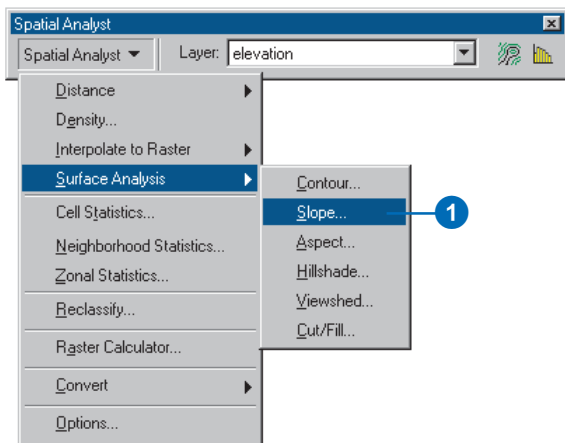 Spatial Analyst
Spatial Analyst Layer: elevation
Distance
Density...
Interpolate to Raster
Surface Analysis
Cell Statistics...
Neighborhood Statistics...
Zonal Statistics...
Reclassify...
Raster Calculator...
Convert
Options...
Contour...
Slope...
1
Aspect...
Hillshade...
Viewshed...
Cut/Fill...